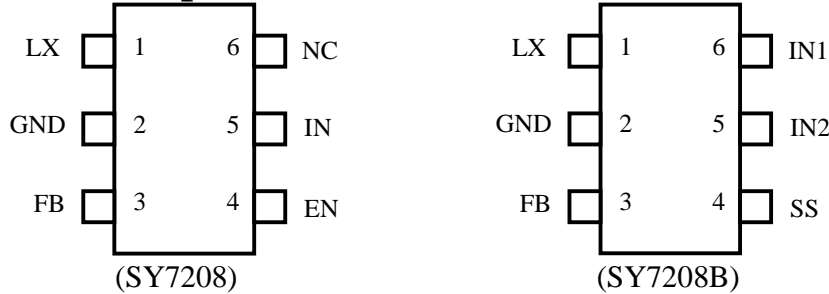 LX 1 6 NC
GND 2 5 IN
FB 3 4 EN
(SY7208)
LX 1 6 IN1
GND 2 5 IN2
FB 3 4 SS
(SY7208B)